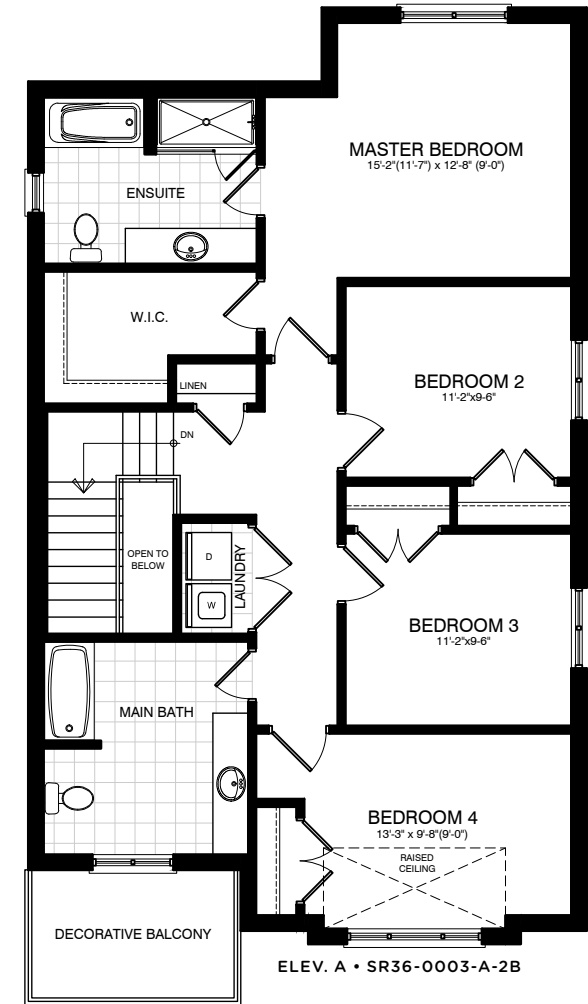 MASTER BEDROOM
15'-2"(11'-7") x 12'-8" (9'-0")
ENSUITE
W.I.C.
LINEN
BEDROOM 2
11'-2"x9-6"
DN
OPEN TO
BELOW
D
W
LAUNDRY
BEDROOM 3
11'-2"x9-6"
MAIN BATH
BEDROOM 4
13'-3" x 9'-8"(9'-0")
RAISED
CEILING
DECORATIVE BALCONY
ELEV. A • SR36-0003-A-2B